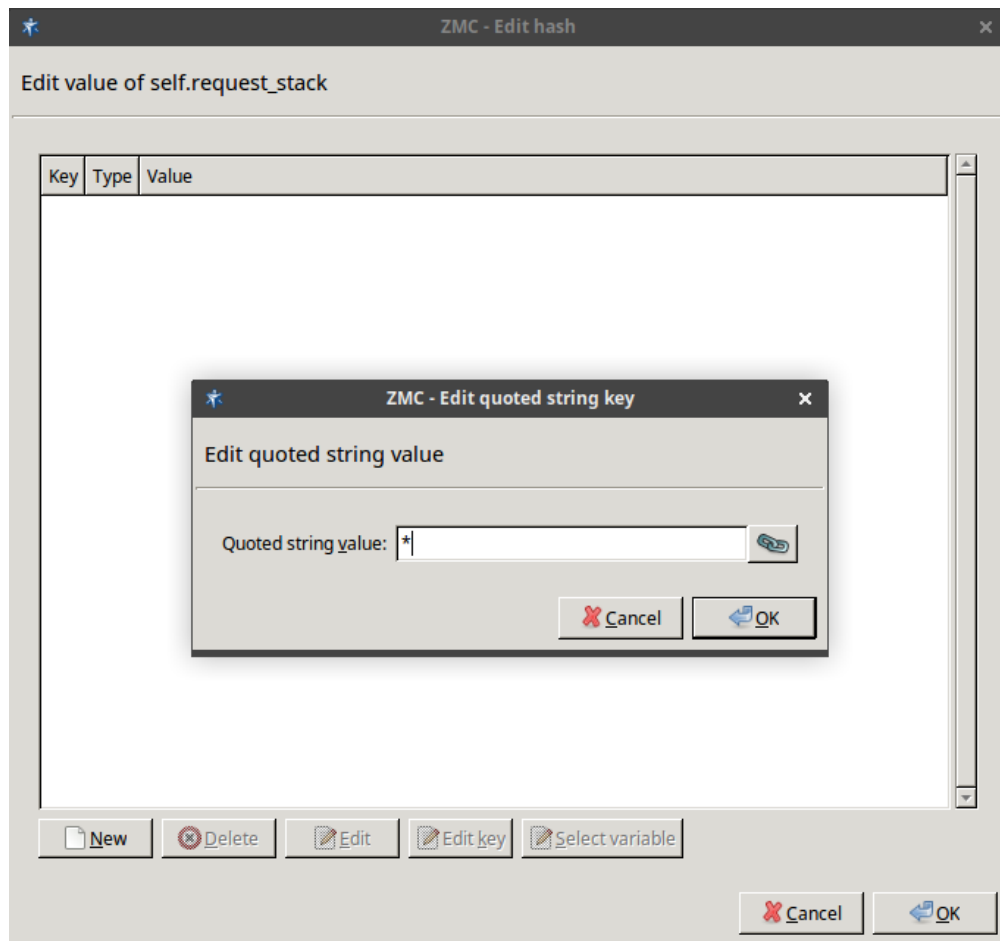 ZMC - Edit hash
Edit value of self.request_stack
Key Type Value
ZMC - Edit quoted string key
Edit quoted string value
Quoted string value: *
Cancel OK
New Delete Edit Edit key Select variable
Cancel OK